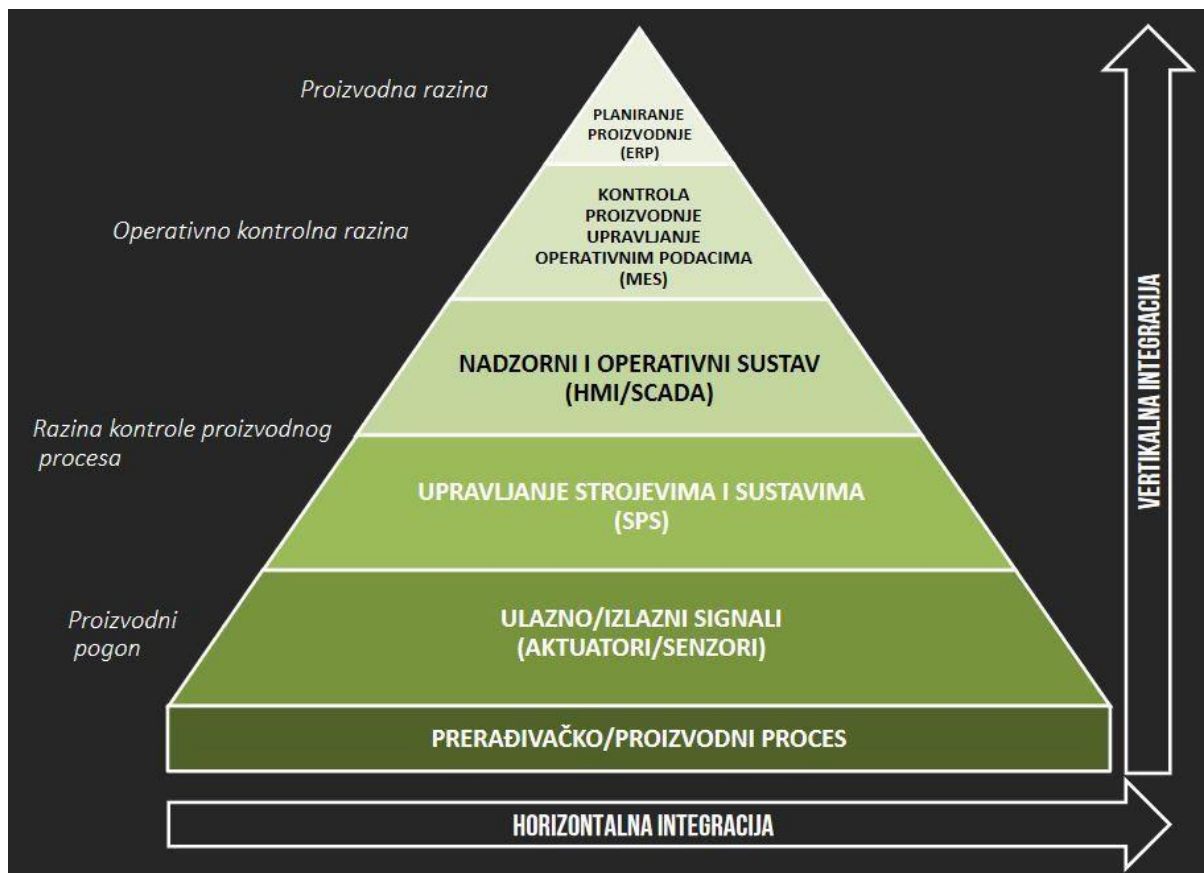 Proizvodna razina
PLANIRANJE
PROIZVODNJE
(ERP)
Operativno kontrolna razina
KONTROLA
PROIZVODNJE
UPRAVLJANJE
OPERATIVNIM PODACIMA
(MES)
NADZORNI I OPERATIVNI SUSTAV
(HMI/SCADA)
Razina kontrole proizvodnog
procesa
UPRAVLJANJE STROJEVIMA I SUSTAVIMA
(SPS)
Proizvodni
pogon
ULAZNO/IZLAZNI SIGNALI
(AKTUATORI/SENZORI)
PRERAĐIVAČKO/PROIZVODNI PROCES
HORIZONTALNA INTEGRACIJA
VERTIKALNA INTEGRACIJA